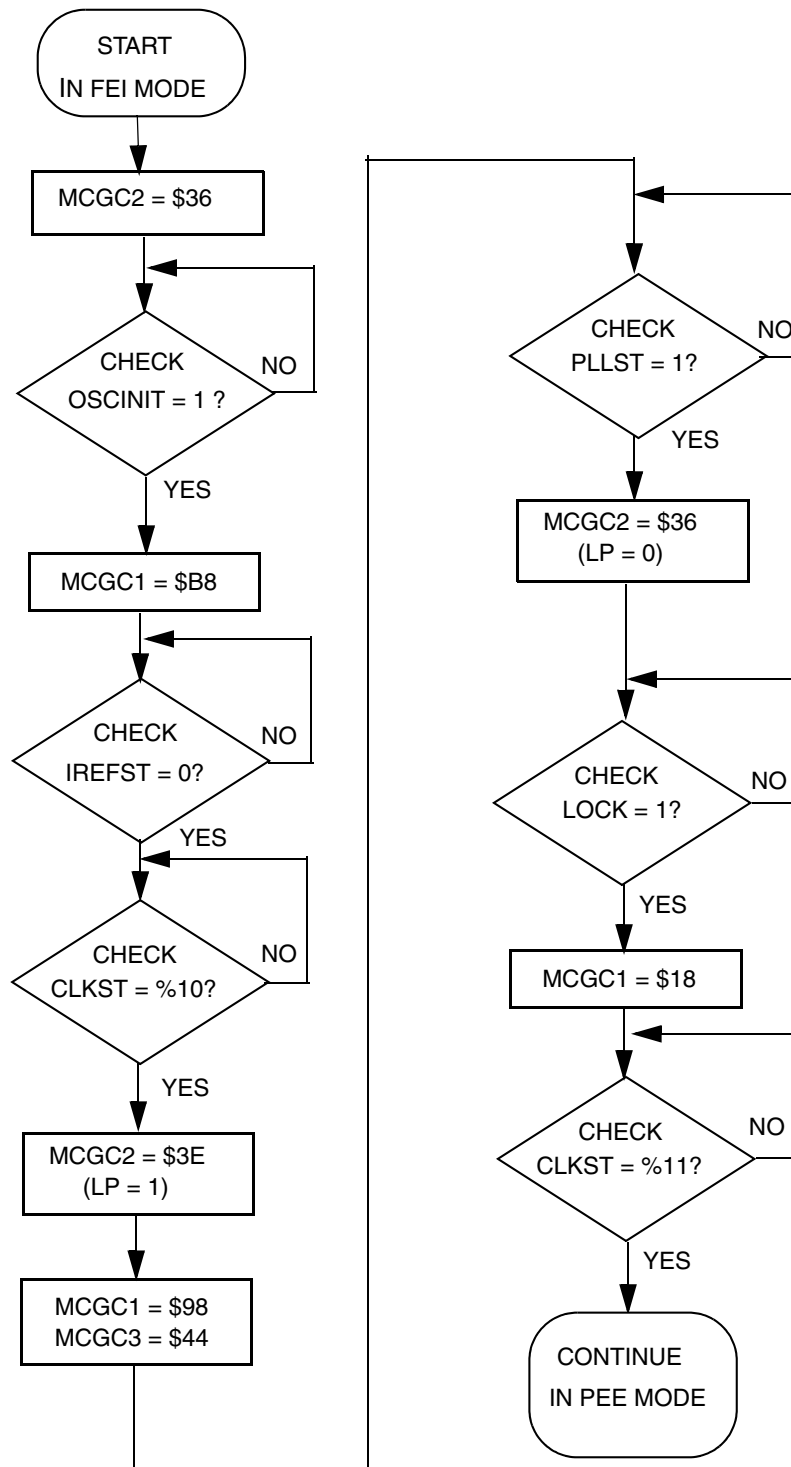 START
IN FEI MODE
MCGC2 = $36
CHECK
OSCINIT = 1 ?
NO
YES
MCGC1 = $B8
CHECK
IREFST = 0?
NO
YES
CHECK
CLKST = %10?
NO
YES
MCGC2 = $3E
(LP = 1)
MCGC1 = $98
MCGC3 = $44
CHECK
PLLST = 1?
NO
YES
MCGC2 = $36
(LP = 0)
CHECK
LOCK = 1?
NO
YES
MCGC1 = $18
CHECK
CLKST = %11?
NO
YES
CONTINUE
IN PEE MODE